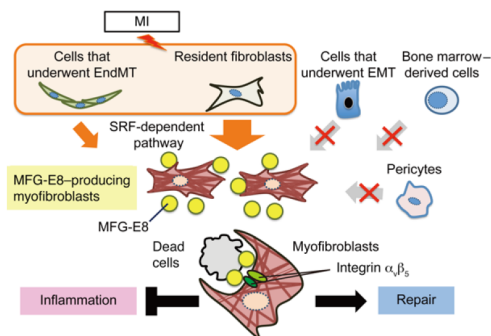 MI
Cells that
underwent EndMT
Resident fibroblasts
Cells that
underwent EMT
Bone marrow–
derived cells
SRF-dependent
pathway
MFG-E8–producing
myofibroblasts
Pericytes
MFG-E8
Dead
cells
Myofibroblasts
Integrin αᵥβ₅
Inflammation
Repair